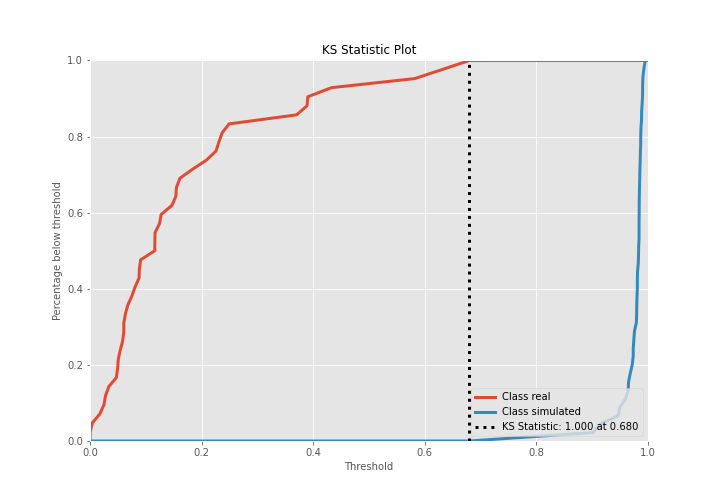 KS Statistic Plot
1.0
0.8
0.6
0.4
0.2
0.0
Percentage below threshold
Class real
Class simulated
KS Statistic: 1.000 at 0.680
0.0 0.2 0.4 0.6 0.8 1.0
Threshold